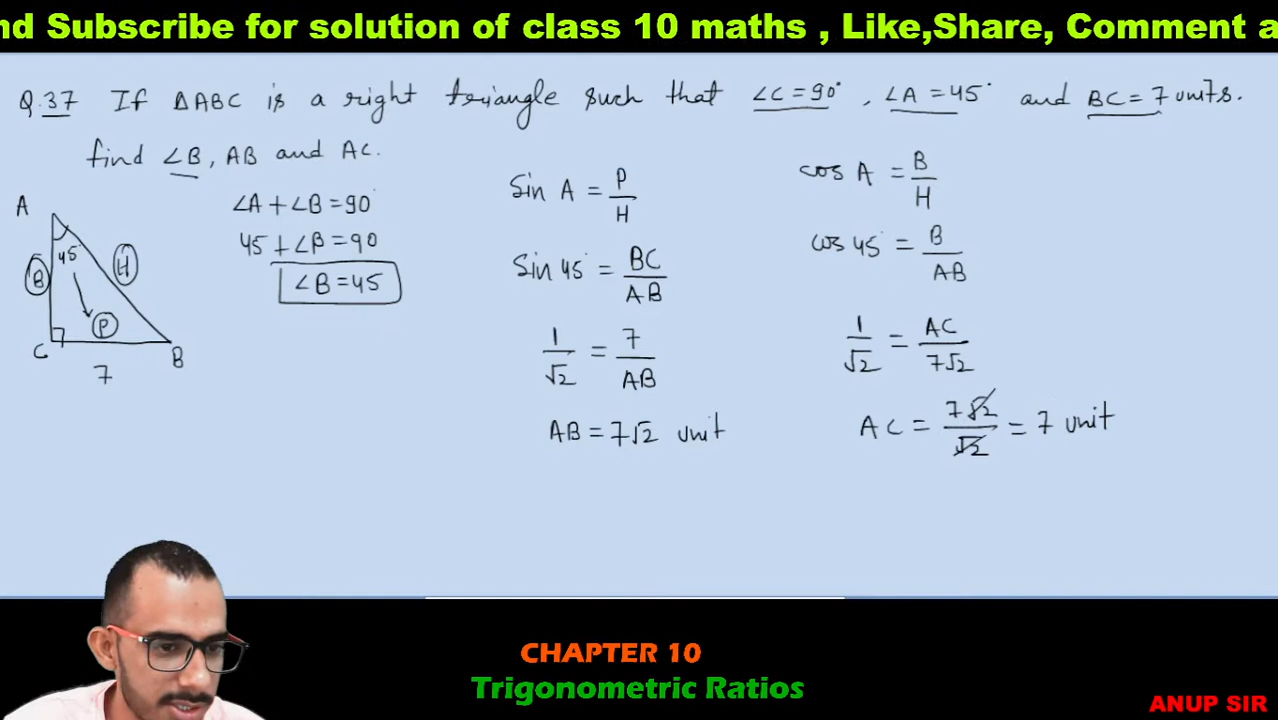 nd Subscribe for solution of class 10 maths , Like,Share, Comment a
Q.37 If ΔABC is a right triangle such that ∠C=90°, ∠A=45° and BC=7 units.
find ∠B, AB and AC.
A
45
B
H
P
C
B
7
∠A+∠B=90°
45+∠B=90
∠B=45
Sin A = P/H
Sin 45° = BC/AB
1/√2 = 7/AB
AB=7√2 unit
cos A = B/H
cos 45° = B/AB
1/√2 = AC/7√2
AC = 7√2/√2 = 7 unit
CHAPTER 10
Trigonometric Ratios
ANUP SIR